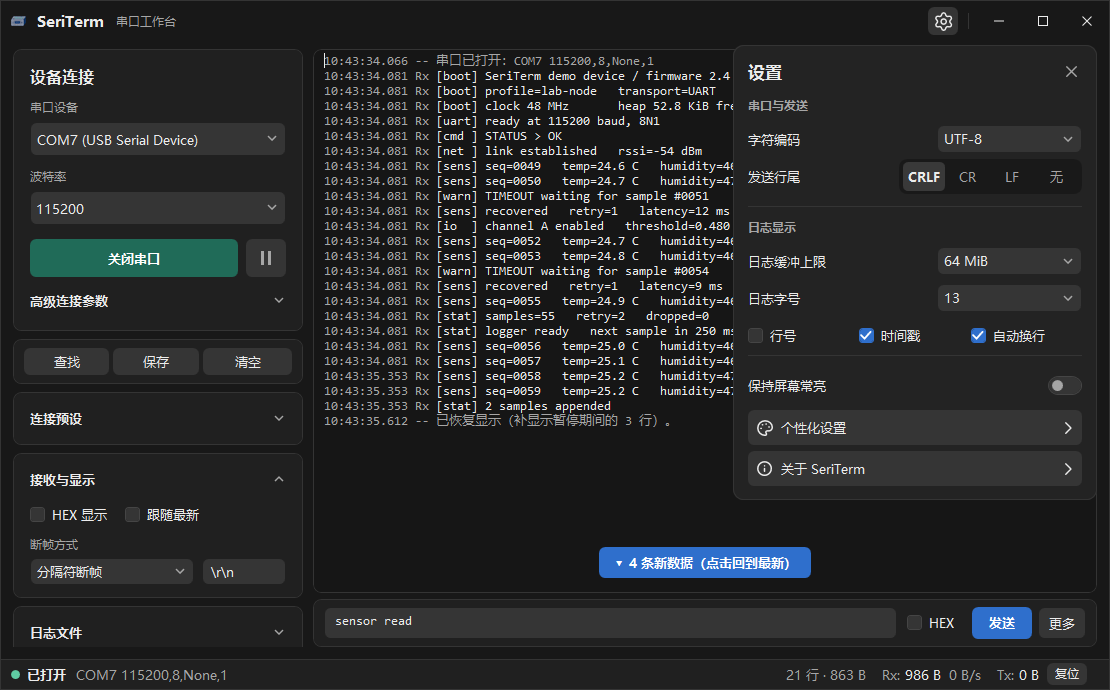 SeriTerm 串口工作台
设备连接
串口设备
COM7 (USB Serial Device)
波特率
115200
关闭串口
高级连接参数
查找 保存 清空
连接预设
接收与显示
HEX 显示 跟随最新
断帧方式
分隔符断帧 \r\n
日志文件
10:43:34.066 -- 串口已打开: COM7 115200,8,None,1
10:43:34.081 Rx [boot] SeriTerm demo device / firmware 2.4
10:43:34.081 Rx [boot] profile=lab-node transport=UART
10:43:34.081 Rx [boot] clock 48 MHz heap 52.8 KiB fre
10:43:34.081 Rx [uart] ready at 115200 baud, 8N1
10:43:34.081 Rx [cmd ] STATUS > OK
10:43:34.081 Rx [net ] link established rssi=-54 dBm
10:43:34.081 Rx [sens] seq=0049 temp=24.6 C humidity=46
10:43:34.081 Rx [sens] seq=0050 temp=24.7 C humidity=47
10:43:34.081 Rx [warn] TIMEOUT waiting for sample #0051
10:43:34.081 Rx [sens] recovered retry=1 latency=12 ms
10:43:34.081 Rx [io  ] channel A enabled threshold=0.480
10:43:34.081 Rx [sens] seq=0052 temp=24.7 C humidity=46
10:43:34.081 Rx [sens] seq=0053 temp=24.8 C humidity=46
10:43:34.081 Rx [warn] TIMEOUT waiting for sample #0054
10:43:34.081 Rx [sens] recovered retry=1 latency=9 ms
10:43:34.081 Rx [sens] seq=0055 temp=24.9 C humidity=46
10:43:34.081 Rx [stat] samples=55 retry=2 dropped=0
10:43:34.081 Rx [stat] logger ready next sample in 250 ms
10:43:34.081 Rx [sens] seq=0056 temp=25.0 C humidity=46
10:43:34.081 Rx [sens] seq=0057 temp=25.1 C humidity=46
10:43:35.353 Rx [sens] seq=0058 temp=25.2 C humidity=47
10:43:35.353 Rx [sens] seq=0059 temp=25.2 C humidity=47
10:43:35.353 Rx [stat] 2 samples appended
10:43:35.612 -- 已恢复显示（补显示暂停期间的 3 行）。
▼ 4 条新数据（点击回到最新）
sensor read HEX 发送 更多
设置
串口与发送
字符编码 UTF-8
发送行尾 CRLF CR LF 无
日志显示
日志缓冲上限 64 MiB
日志字号 13
行号 时间戳 自动换行
保持屏幕常亮
个性化设置
关于 SeriTerm
已打开 COM7 115200,8,None,1 21 行 · 863 B Rx: 986 B 0 B/s Tx: 0 B 复位